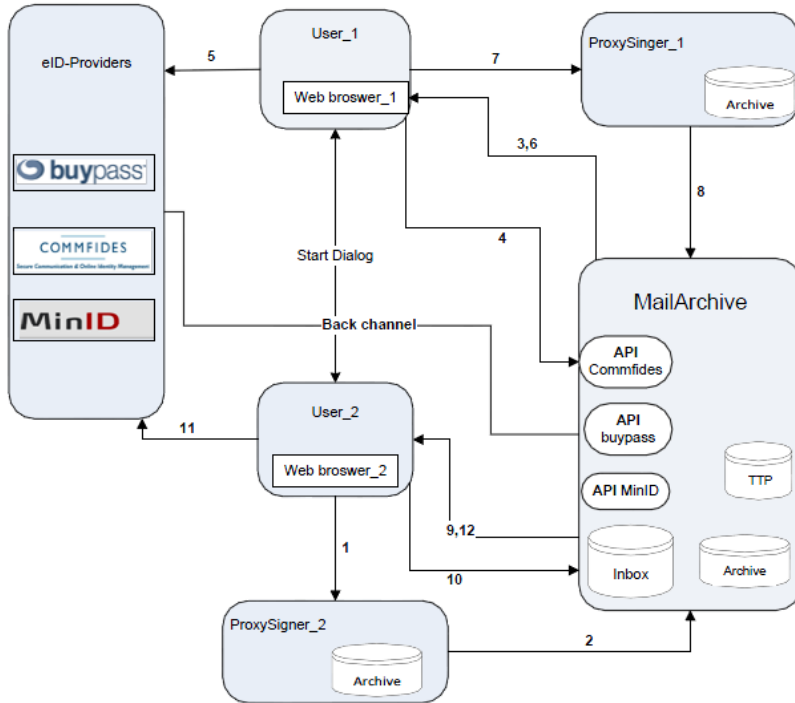 eID-Providers
5
User_1
Web broswer_1
7
ProxySinger_1
Archive
buypass
COMMFIDES
Secure Communication & Online Identity Management
MinID
3,6
8
4
Start Dialog
Back channel
MailArchive
API
Commfides
API
buypass
API MinID
TTP
Inbox
Archive
User_2
Web broswer_2
11
9,12
10
1
ProxySigner_2
Archive
2